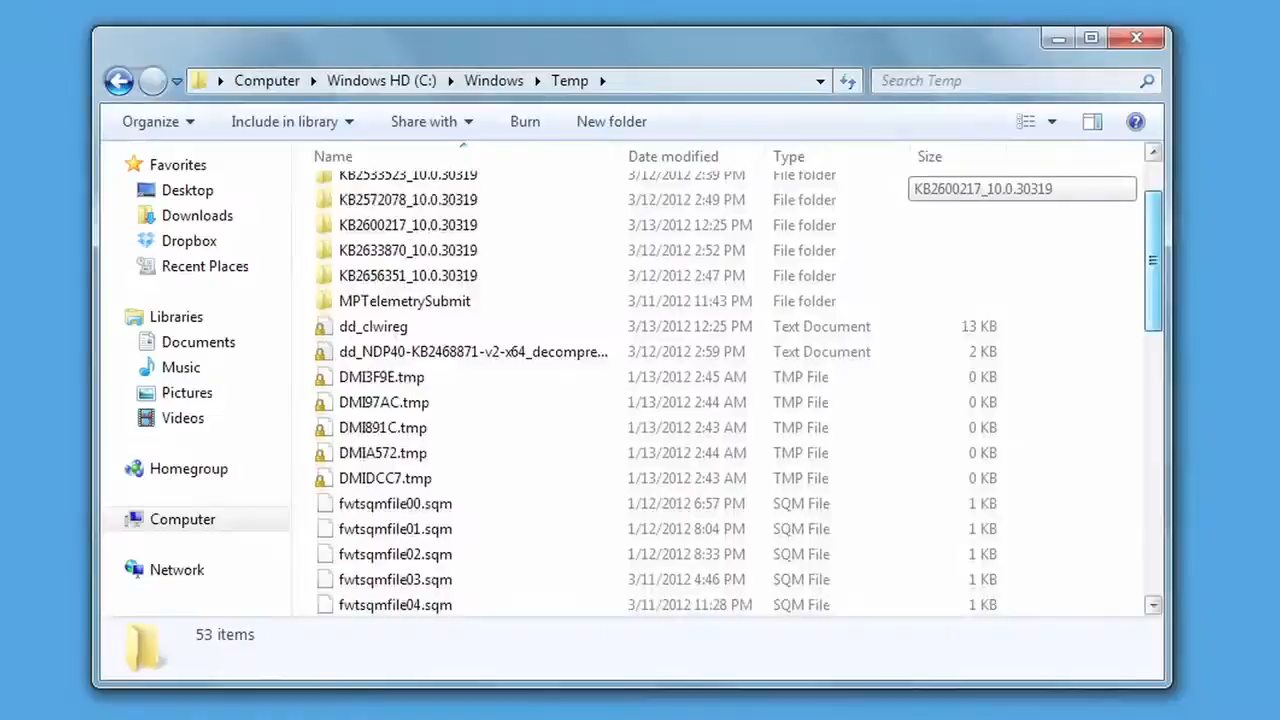 Computer Windows HD (C:) Windows Temp
Search Temp
Organize Include in library Share with Burn New folder
Favorites
Desktop
Downloads
Dropbox
Recent Places
Libraries
Documents
Music
Pictures
Videos
Homegroup
Computer
Network
Name Date modified Type Size
KB2533523_10.0.30319 3/12/2012 2:39 PM File folder
KB2600217_10.0.30319
KB2572078_10.0.30319 3/12/2012 2:49 PM File folder
KB2600217_10.0.30319 3/13/2012 12:25 PM File folder
KB2633870_10.0.30319 3/12/2012 2:52 PM File folder
KB2656351_10.0.30319 3/12/2012 2:47 PM File folder
MPTelemetrySubmit 3/11/2012 11:43 PM File folder
dd_clwireg 3/13/2012 12:25 PM Text Document 13 KB
dd_NDP40-KB2468871-v2-x64_decompre... 3/12/2012 2:59 PM Text Document 2 KB
DMI3F9E.tmp 1/13/2012 2:45 AM TMP File 0 KB
DMI97AC.tmp 1/13/2012 2:44 AM TMP File 0 KB
DMI891C.tmp 1/13/2012 2:43 AM TMP File 0 KB
DMIA572.tmp 1/13/2012 2:44 AM TMP File 0 KB
DMIDCC7.tmp 1/13/2012 2:43 AM TMP File 0 KB
fwtsqmfile00.sqm 1/12/2012 6:57 PM SQM File 1 KB
fwtsqmfile01.sqm 1/12/2012 8:04 PM SQM File 1 KB
fwtsqmfile02.sqm 1/12/2012 8:33 PM SQM File 1 KB
fwtsqmfile03.sqm 3/11/2012 4:46 PM SQM File 1 KB
fwtsqmfile04.sqm 3/11/2012 11:28 PM SQM File 1 KB
53 items